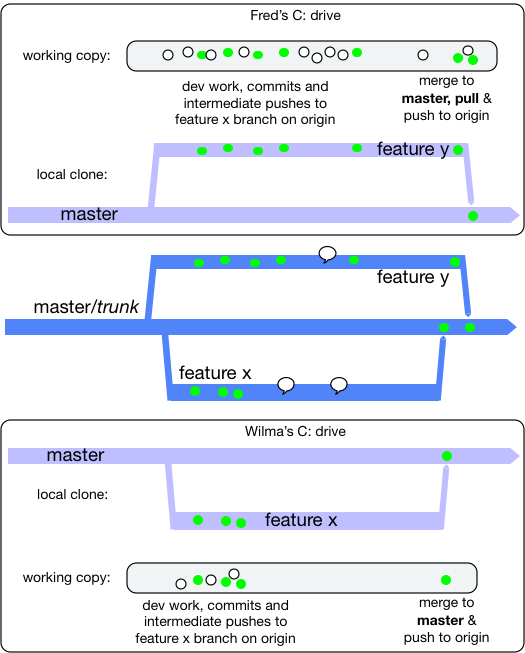 Fred's C: drive
working copy:
dev work, commits and
intermediate pushes to
feature x branch on origin
merge to
master, pull &
push to origin
feature y
local clone:
master
feature y
master/trunk
feature x
Wilma's C: drive
master
local clone:
feature x
working copy:
dev work, commits and
intermediate pushes to
feature x branch on origin
merge to
master &
push to origin